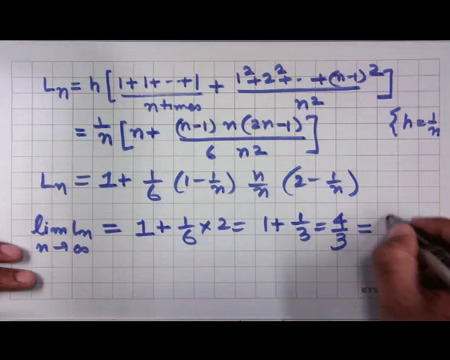 Ln = h [ (1+1+--+1)/(n times) + (1²+2²+--+(n-1)²)/n² ]
= 1/n [ n + ((n-1) n (2n-1))/(6 n²) ] { h = 1/n
Ln = 1 + 1/6 (1 - 1/n) n/n (2 - 1/n)
lim n→∞ Ln = 1 + 1/6 × 2 = 1 + 1/3 = 4/3 =